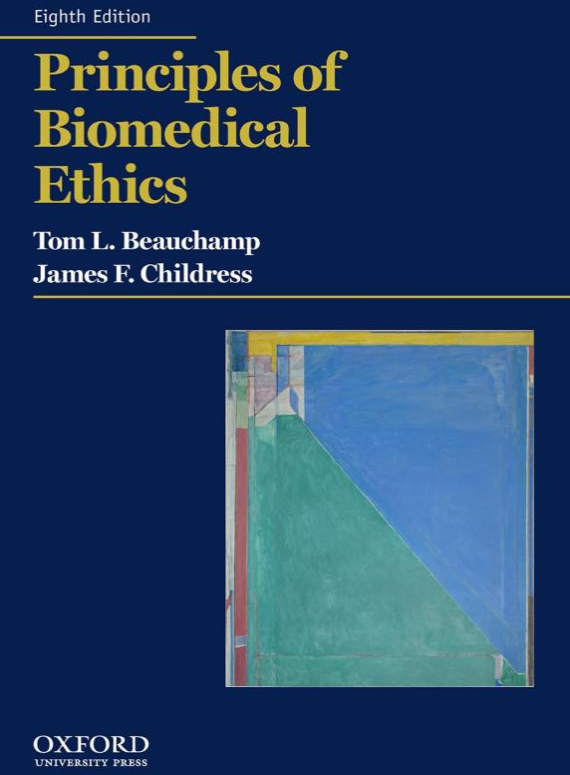 Eighth Edition
Principles of
Biomedical
Ethics
Tom L. Beauchamp
James F. Childress
OXFORD
UNIVERSITY PRESS